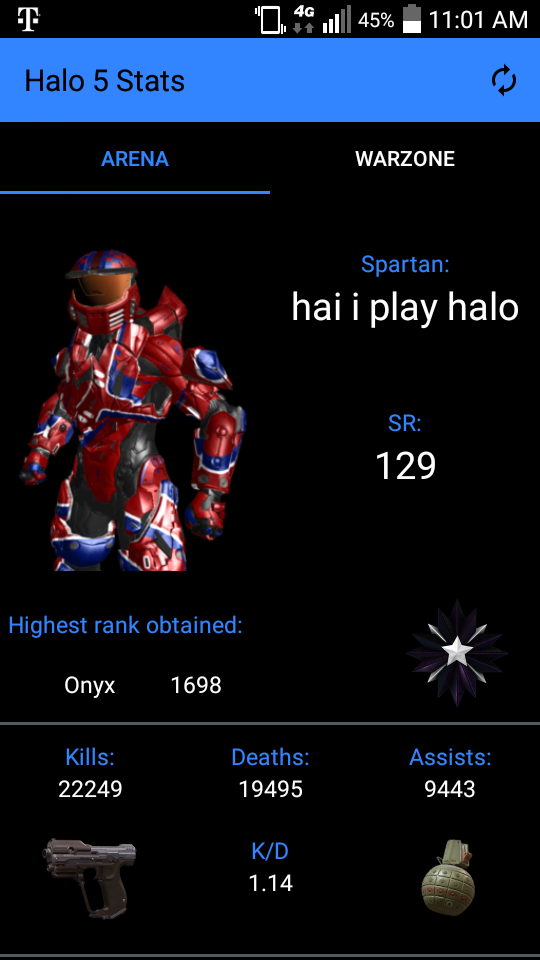 T 4G 45% 11:01 AM
Halo 5 Stats
ARENA WARZONE
Spartan:
hai i play halo
SR:
129
Highest rank obtained:
Onyx 1698
Kills: Deaths: Assists:
22249 19495 9443
K/D
1.14